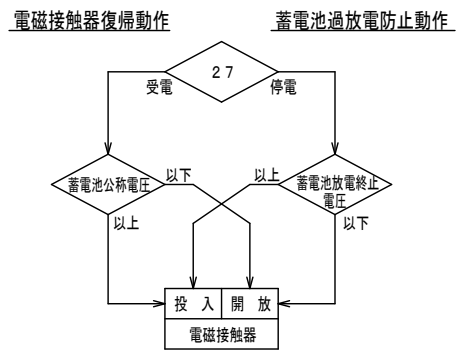 電磁接触器復帰動作
蓄電池過放電防止動作
27
受電
停電
蓄電池公称電圧
以下
以上
以上
蓄電池放電終止
電圧
以下
投 入
開 放
電磁接触器